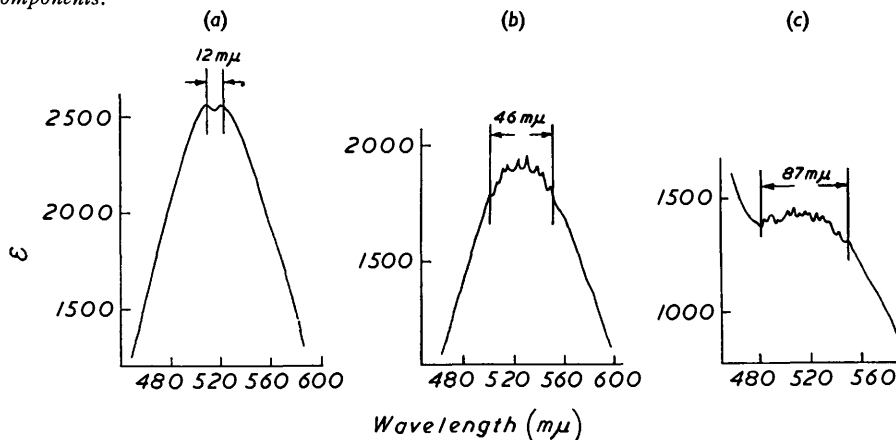 components.
(a) (b) (c)
12 mμ
46 mμ
87 mμ
2500
2000
1500
2000
1500
1500
1000
ε
480 520 560 600
480 520 560 600
480 520 560
Wavelength (mμ)